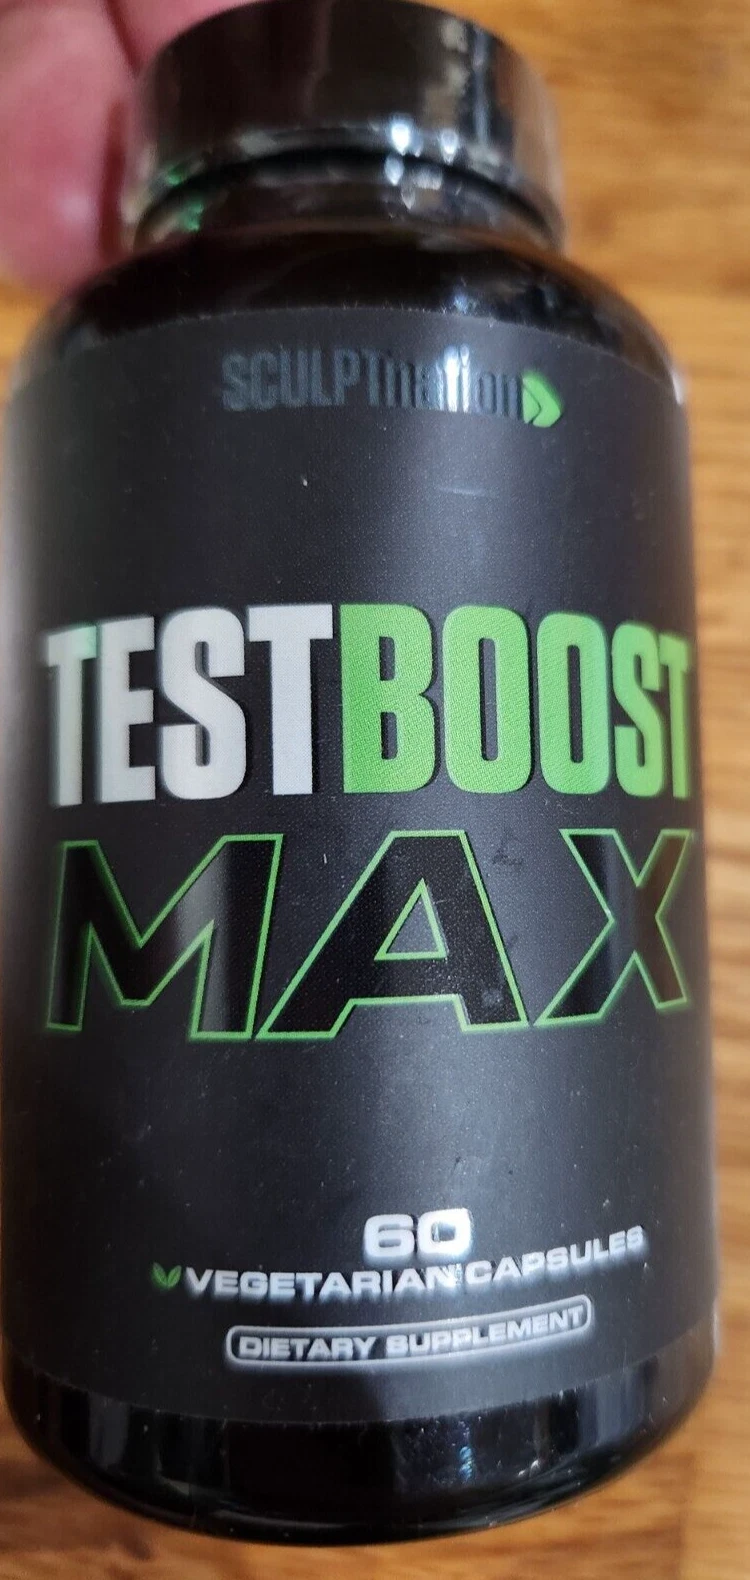 SCULPTnation
TESTBOOST
MAX
60
VEGETARIAN CAPSULES
DIETARY SUPPLEMENT